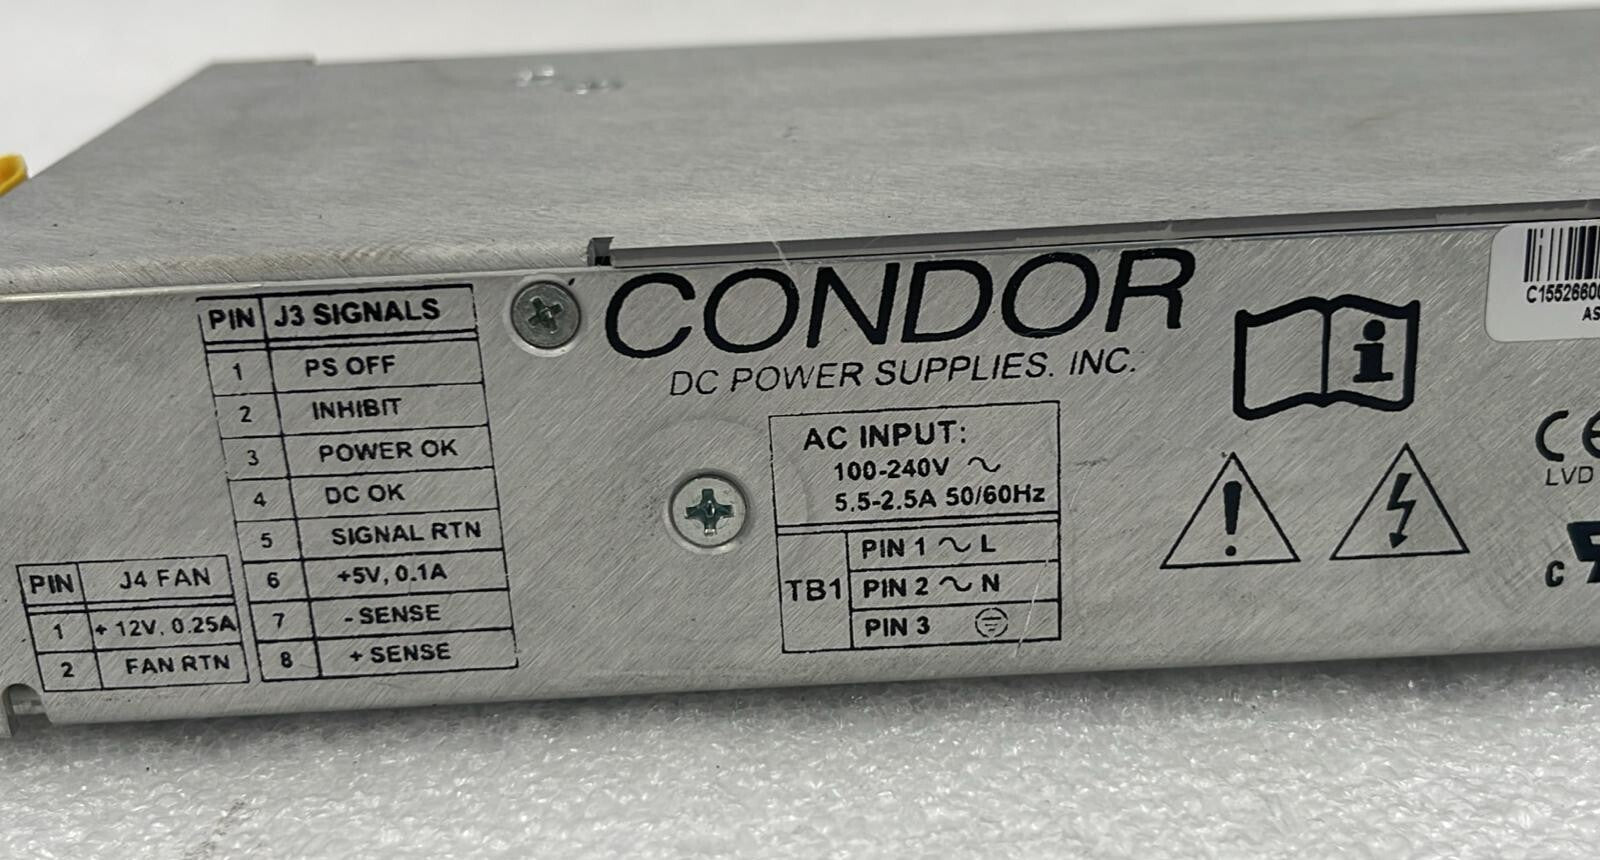 CONDOR
DC POWER SUPPLIES. INC.
PIN J3 SIGNALS
1 PS OFF
2 INHIBIT
3 POWER OK
4 DC OK
5 SIGNAL RTN
6 +5V, 0.1A
7 - SENSE
8 + SENSE
PIN J4 FAN
1 + 12V, 0.25A
2 FAN RTN
AC INPUT:
100-240V ~
5.5-2.5A 50/60Hz
TB1
PIN 1 ~ L
PIN 2 ~ N
PIN 3
i
!
C1552660
AS
CE
LVD
C